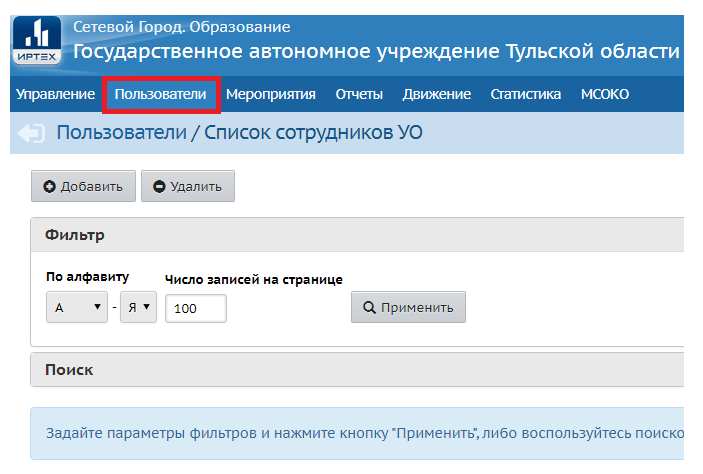 ИРТЕХ
Сетевой Город. Образование
Государственное автономное учреждение Тульской области
Управление Пользователи Мероприятия Отчеты Движение Статистика МСОКО
Пользователи / Список сотрудников УО
Добавить Удалить
Фильтр
По алфавиту Число записей на странице
А - Я 100 Применить
Поиск
Задайте параметры фильтров и нажмите кнопку "Применить", либо воспользуйтесь поиско